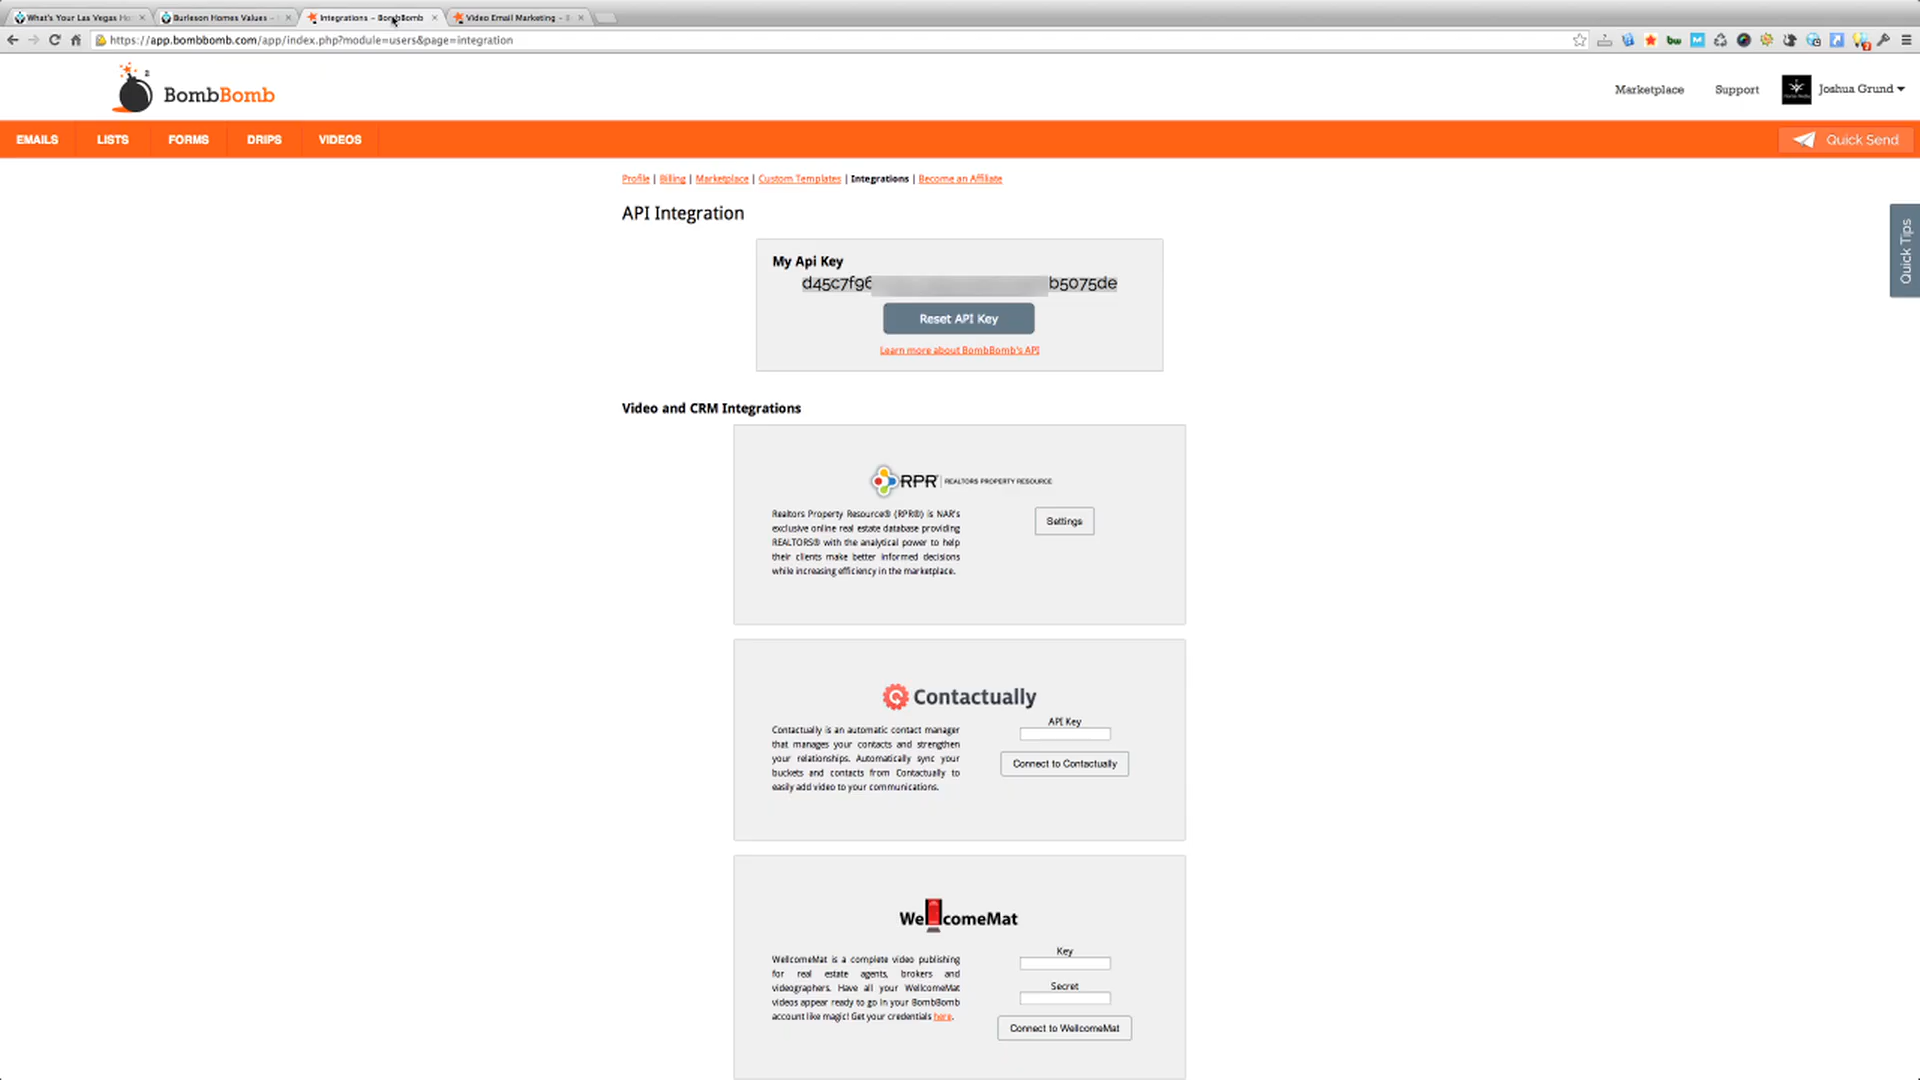 What's Your Las Vegas Ho
Burleson Homes Values -
Integrations – BombBomb
Video Email Marketing -
https://app.bombbomb.com/app/index.php?module=users&page=integration
BombBomb
Marketplace
Support
Joshua Grund
EMAILS
LISTS
FORMS
DRIPS
VIDEOS
Quick Send
Profile | Billing | Marketplace | Custom Templates | Integrations | Become an Affiliate
Quick Tips
API Integration
My Api Key
d45c7f96
b5075de
Reset API Key
Learn more about BombBomb's API
Video and CRM Integrations
RPR | REALTORS PROPERTY RESOURCE
Realtors Property Resource® (RPR®) is NAR's
exclusive online real estate database providing
REALTORS® with the analytical power to help
their clients make better informed decisions
while increasing efficiency in the marketplace.
Settings
Contactually
Contactually is an automatic contact manager
that manages your contacts and strengthen
your relationships. Automatically sync your
buckets and contacts from Contactually to
easily add video to your communications.
API Key
Connect to Contactually
WellcomeMat
WellcomeMat is a complete video publishing
for real estate agents, brokers and
videographers. Have all your WellcomeMat
videos appear ready to go in your BombBomb
account like magic! Get your credentials here.
Key
Secret
Connect to WellcomeMat